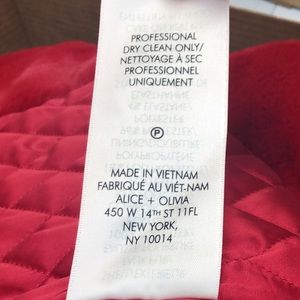 PROFESSIONAL
DRY CLEAN ONLY/
NETTOYAGE À SEC
PROFESSIONNEL
UNIQUEMENT
P
MADE IN VIETNAM
FABRIQUÉ AU VIÊT-NAM
ALICE + OLIVIA
450 W 14TH ST 11FL
NEW YORK,
NY 10014